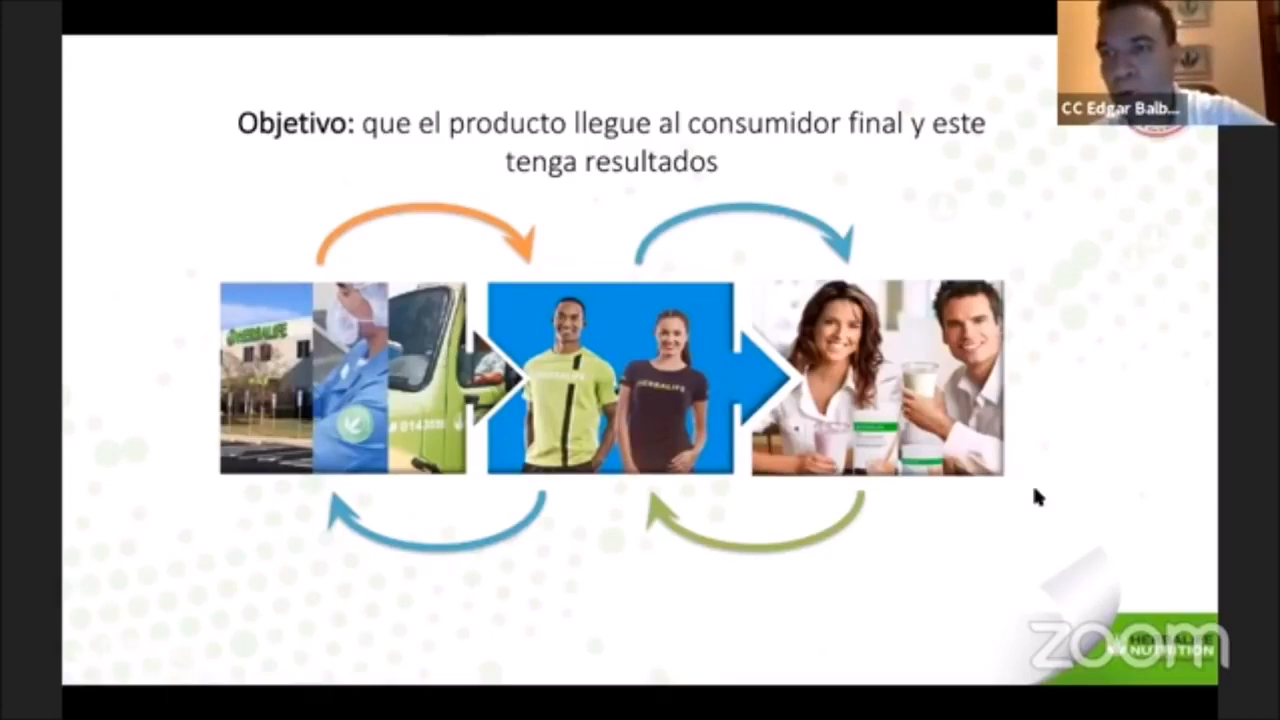 CC Edgar Balb...
Objetivo: que el producto llegue al consumidor final y este
tenga resultados
HERBALIFE
HERBALIFE
zoom
HERBALIFE
NUTRITION